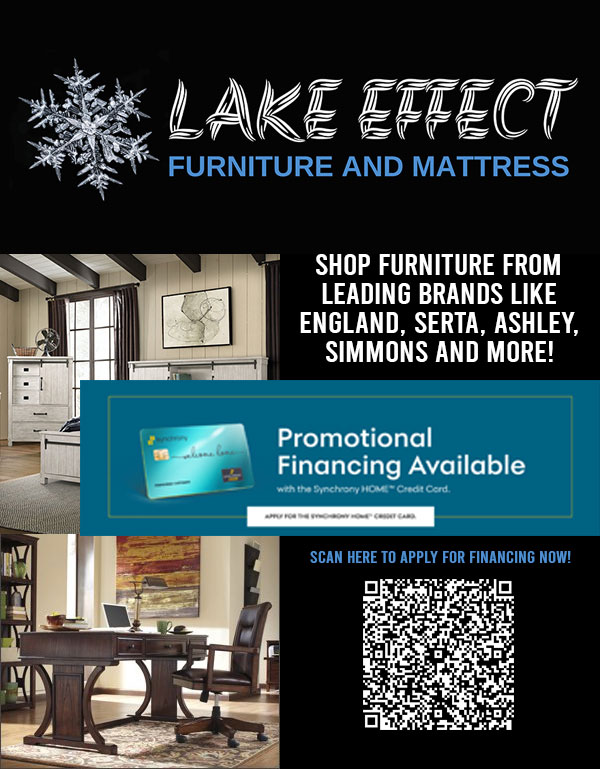 LAKE EFFECT
FURNITURE AND MATTRESS
SHOP FURNITURE FROM
LEADING BRANDS LIKE
ENGLAND, SERTA, ASHLEY,
SIMMONS AND MORE!
Promotional
Financing Available
with the Synchrony HOME™ Credit Card.
APPLY FOR THE SYNCHRONY HOME™ CREDIT CARD.
synchrony
SCAN HERE TO APPLY FOR FINANCING NOW!